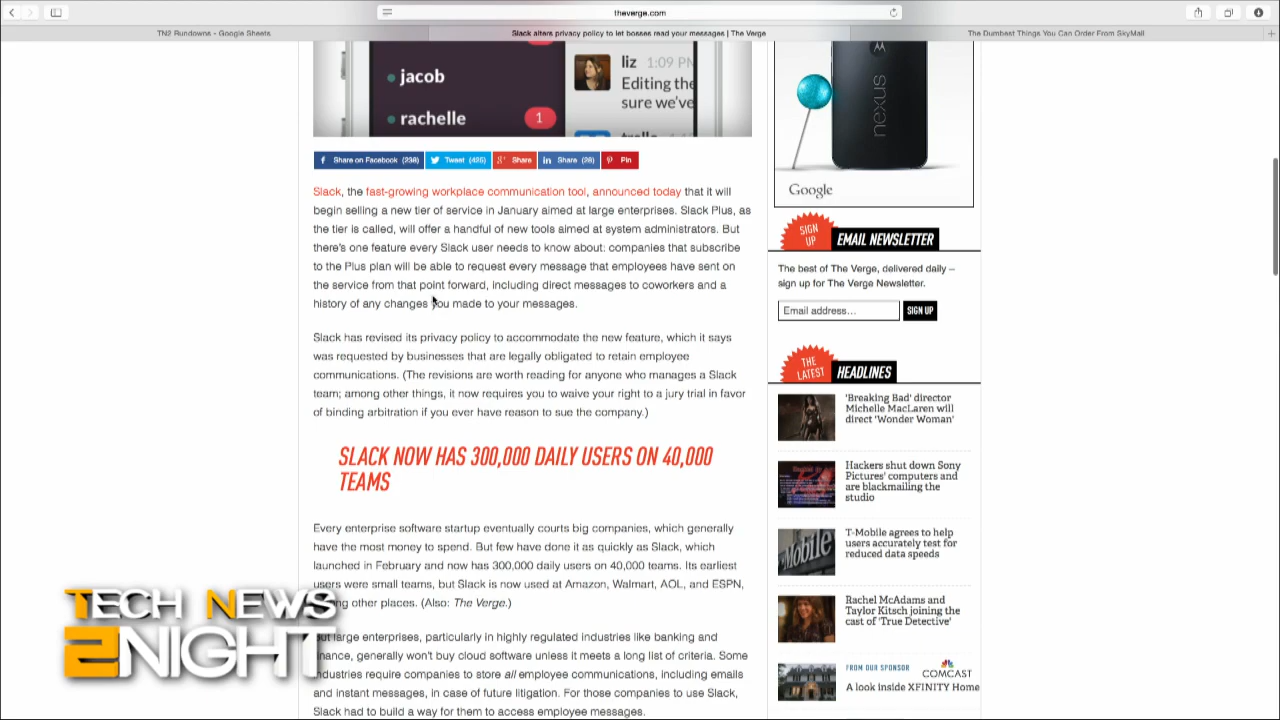 theverge.com
TN2 Rundowns - Google Sheets
Slack alters privacy policy to let bosses read your messages | The Verge
The Dumbest Things You Can Order From SkyMall
jacob
rachelle
1
liz 1:09 PM
Editing the
sure we've
trello
Share on Facebook (238)
Tweet (425)
Share
Share (28)
Pin
Slack, the fast-growing workplace communication tool, announced today that it will
begin selling a new tier of service in January aimed at large enterprises. Slack Plus, as
the tier is called, will offer a handful of new tools aimed at system administrators. But
there's one feature every Slack user needs to know about: companies that subscribe
to the Plus plan will be able to request every message that employees have sent on
the service from that point forward, including direct messages to coworkers and a
history of any changes you made to your messages.
Slack has revised its privacy policy to accommodate the new feature, which it says
was requested by businesses that are legally obligated to retain employee
communications. (The revisions are worth reading for anyone who manages a Slack
team; among other things, it now requires you to waive your right to a jury trial in favor
of binding arbitration if you ever have reason to sue the company.)
SLACK NOW HAS 300,000 DAILY USERS ON 40,000
TEAMS
Every enterprise software startup eventually courts big companies, which generally
have the most money to spend. But few have done it as quickly as Slack, which
launched in February and now has 300,000 daily users on 40,000 teams. Its earliest
users were small teams, but Slack is now used at Amazon, Walmart, AOL, and ESPN,
other places. (Also: The Verge.)
large enterprises, particularly in highly regulated industries like banking and
finance, generally won't buy cloud software unless it meets a long list of criteria. Some
industries require companies to store all employee communications, including emails
and instant messages, in case of future litigation. For those companies to use Slack,
Slack had to build a way for them to access employee messages.
nexus
Google
SIGN
UP
EMAIL NEWSLETTER
The best of The Verge, delivered daily –
sign up for The Verge Newsletter.
Email address...
SIGN UP
THE
LATEST
HEADLINES
'Breaking Bad' director
Michelle MacLaren will
direct 'Wonder Woman'
Hackers shut down Sony
Pictures' computers and
are blackmailing the
studio
T-Mobile agrees to help
users accurately test for
reduced data speeds
Mobile
Rachel McAdams and
Taylor Kitsch joining the
cast of 'True Detective'
FROM OUR SPONSOR
COMCAST
A look inside XFINITY Home
TECH NEWS
2NIGHT